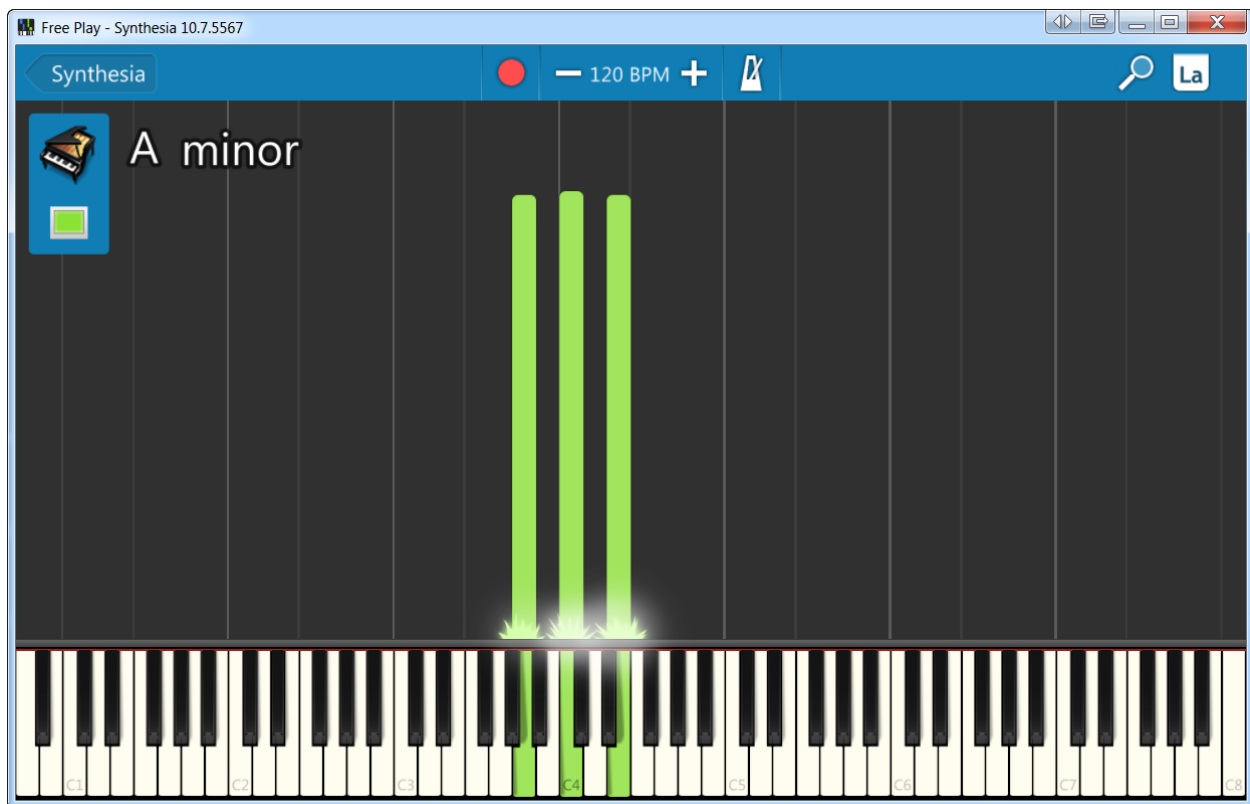 Free Play - Synthesia 10.7.5567
Synthesia
120 BPM
La
A minor
C1
C2
C3
C4
C5
C6
C7
C8